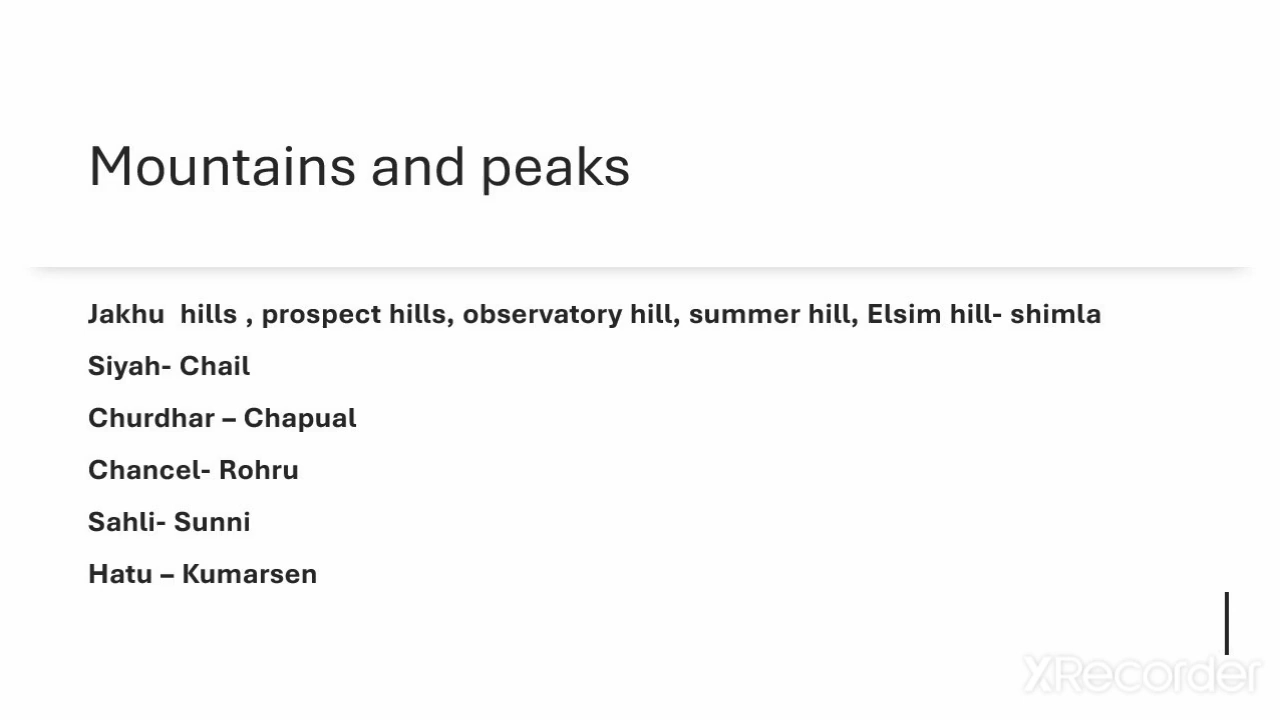 Mountains and peaks
Jakhu  hills , prospect hills, observatory hill, summer hill, Elsim hill- shimla
Siyah- Chail
Churdhar – Chapual
Chancel- Rohru
Sahli- Sunni
Hatu – Kumarsen
XRecorder